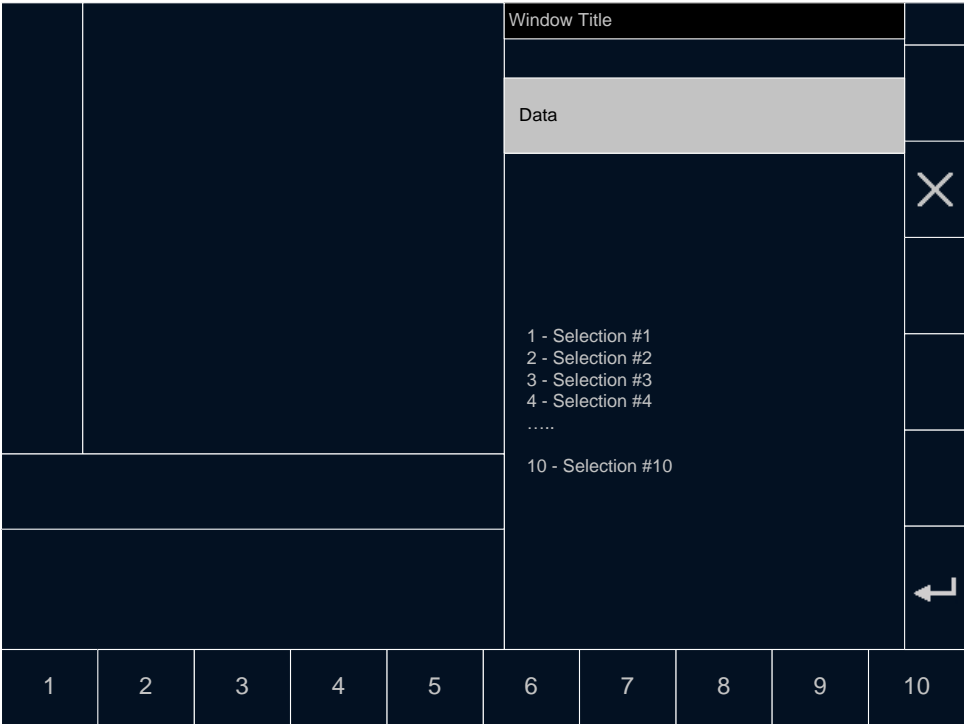 Window Title
Data
1 - Selection #1
2 - Selection #2
3 - Selection #3
4 - Selection #4
…..
10 - Selection #10
1 2 3 4 5 6 7 8 9 10